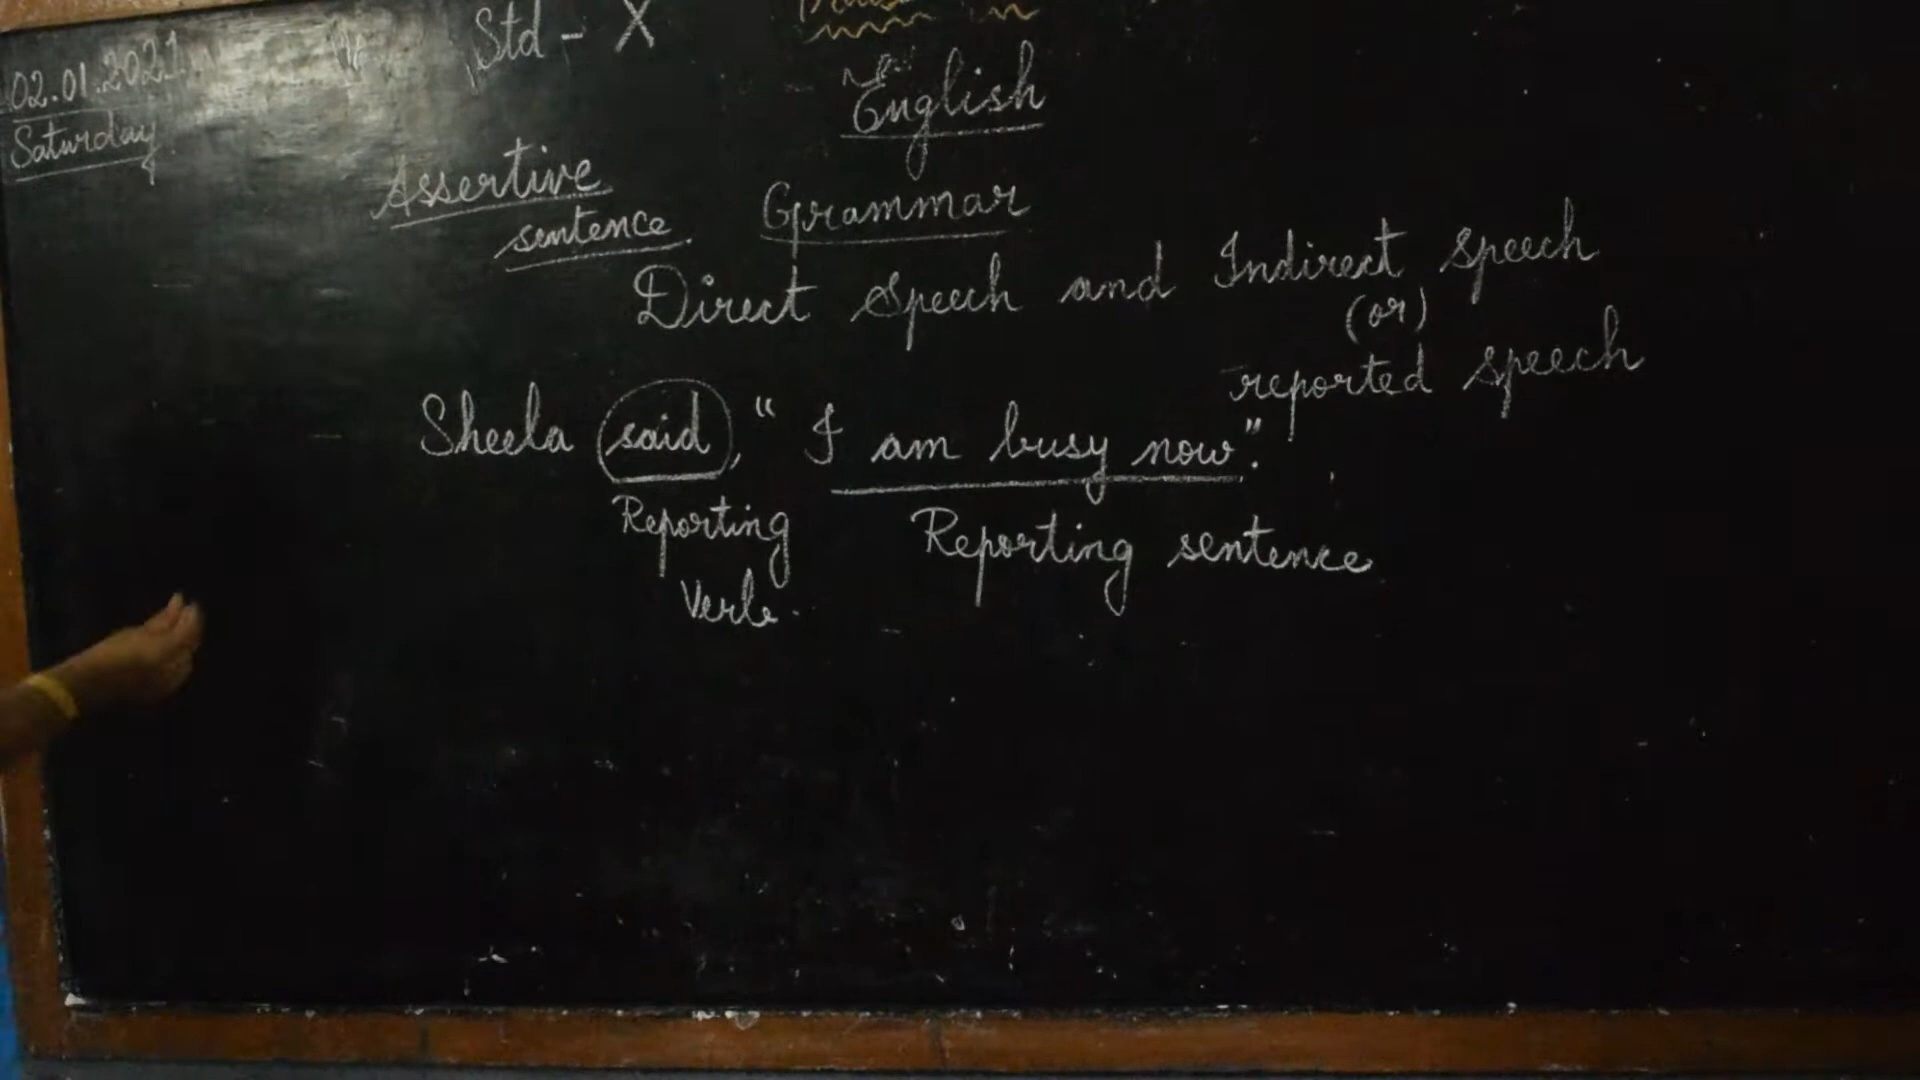 02.01.2021
Saturday
Std - X
English
Assertive
sentence.
Grammar
Direct speech and Indirect speech
(or)
reported speech
Sheela said, "I am busy now".
Reporting
Verb.
Reporting sentence